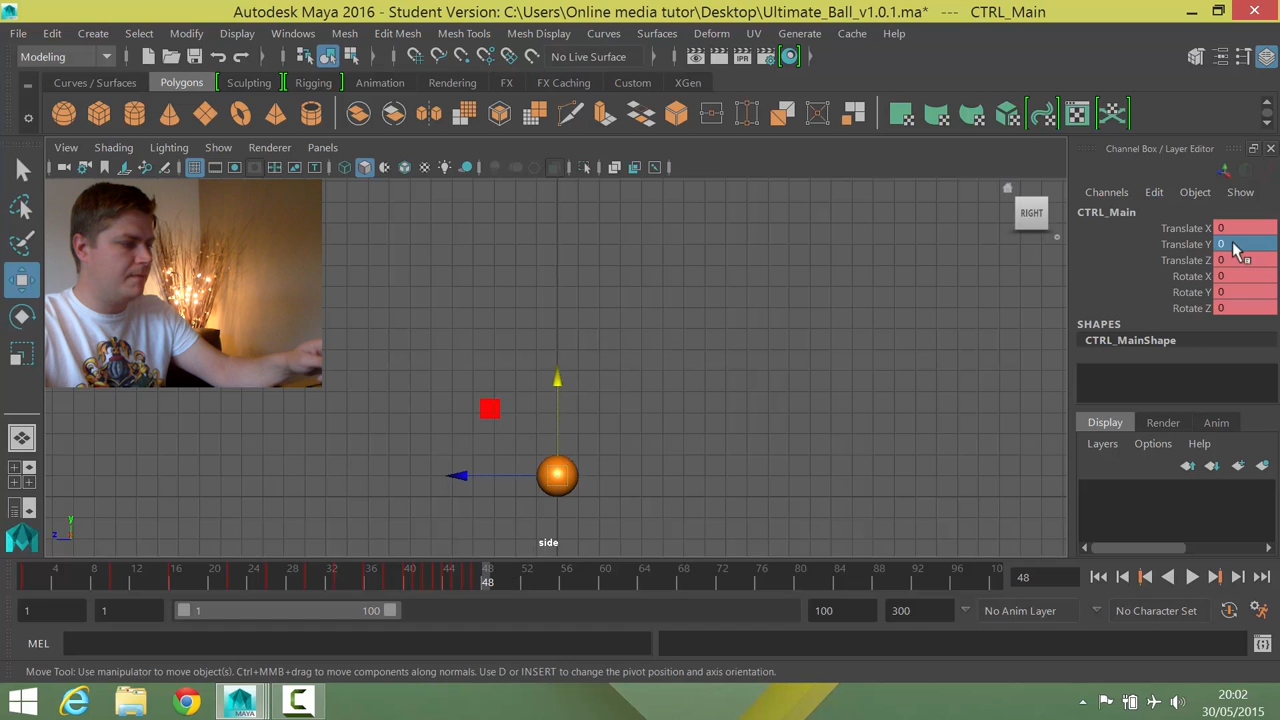 Autodesk Maya 2016 - Student Version: C:\Users\Online media tutor\Desktop\Ultimate_Ball_v1.0.1.ma*   ---   CTRL_Main
File Edit Create Select Modify Display Windows Mesh Edit Mesh Mesh Tools Mesh Display Curves Surfaces Deform UV Generate Cache Help
Modeling No Live Surface IPR
Curves / Surfaces Polygons Sculpting Rigging Animation Rendering FX FX Caching Custom XGen
View Shading Lighting Show Renderer Panels
Channel Box / Layer Editor
Channels Edit Object Show
CTRL_Main
Translate X 0
Translate Y 0
Translate Z 0
Rotate X 0
Rotate Y 0
Rotate Z 0
SHAPES
CTRL_MainShape
RIGHT
Display Render Anim
Layers Options Help
y
z
side
4 8 12 16 20 24 28 32 36 40 44 48 52 56 60 64 68 72 76 80 84 88 92 96 10
48
48
1 1 1 100 100 300 No Anim Layer No Character Set
MEL
Move Tool: Use manipulator to move object(s). Ctrl+MMB+drag to move components along normals. Use D or INSERT to change the pivot position and axis orientation.
MAYA
20:02
30/05/2015